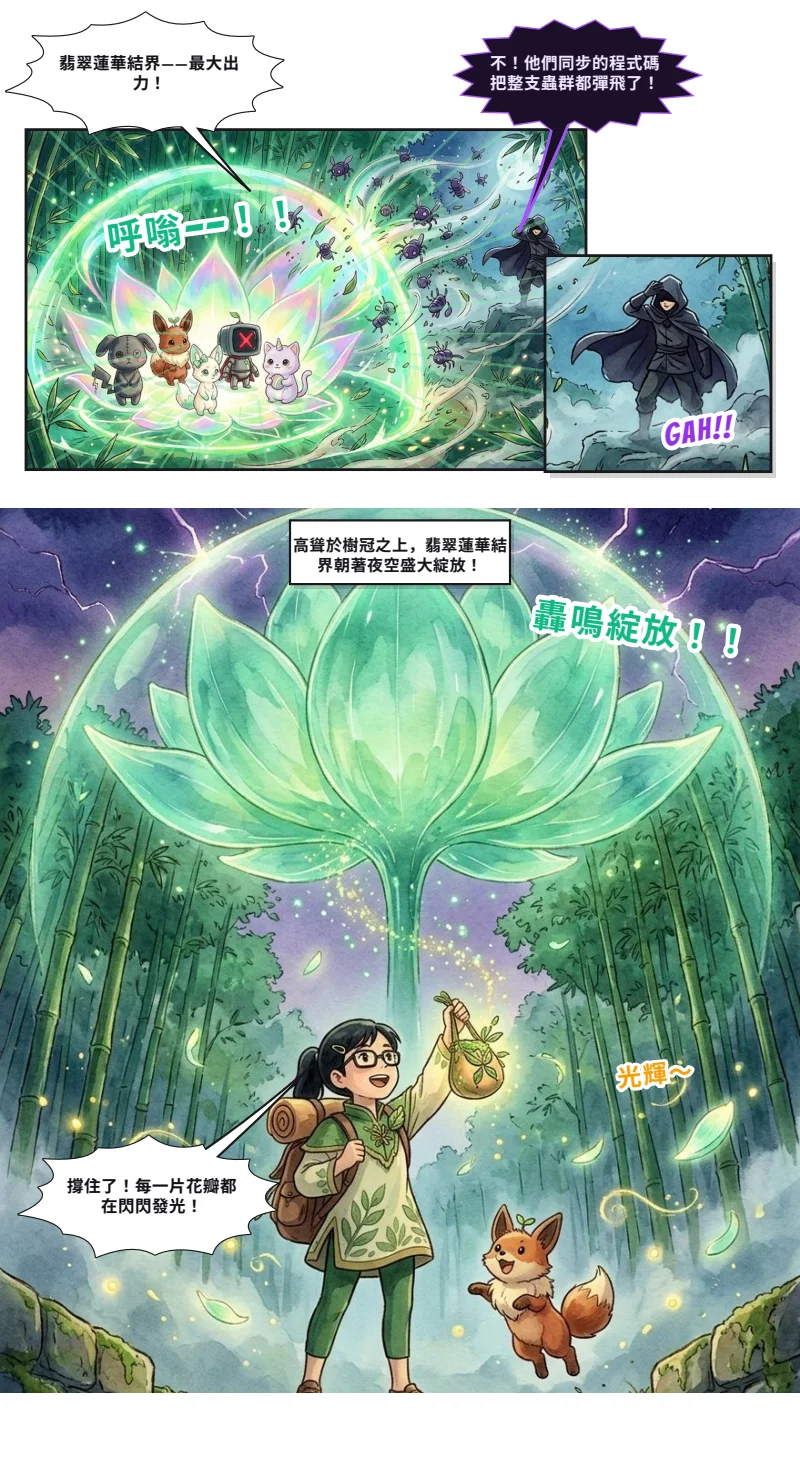 翡翠蓮華結界——最大出
力！
不！他們同步的程式碼
把整支蟲群都彈飛了！
呼嗡——！！
GAH!!
高聳於樹冠之上，翡翠蓮華結
界朝著夜空盛大綻放！
轟鳴綻放！！
光輝～
撐住了！每一片花瓣都
在閃閃發光！